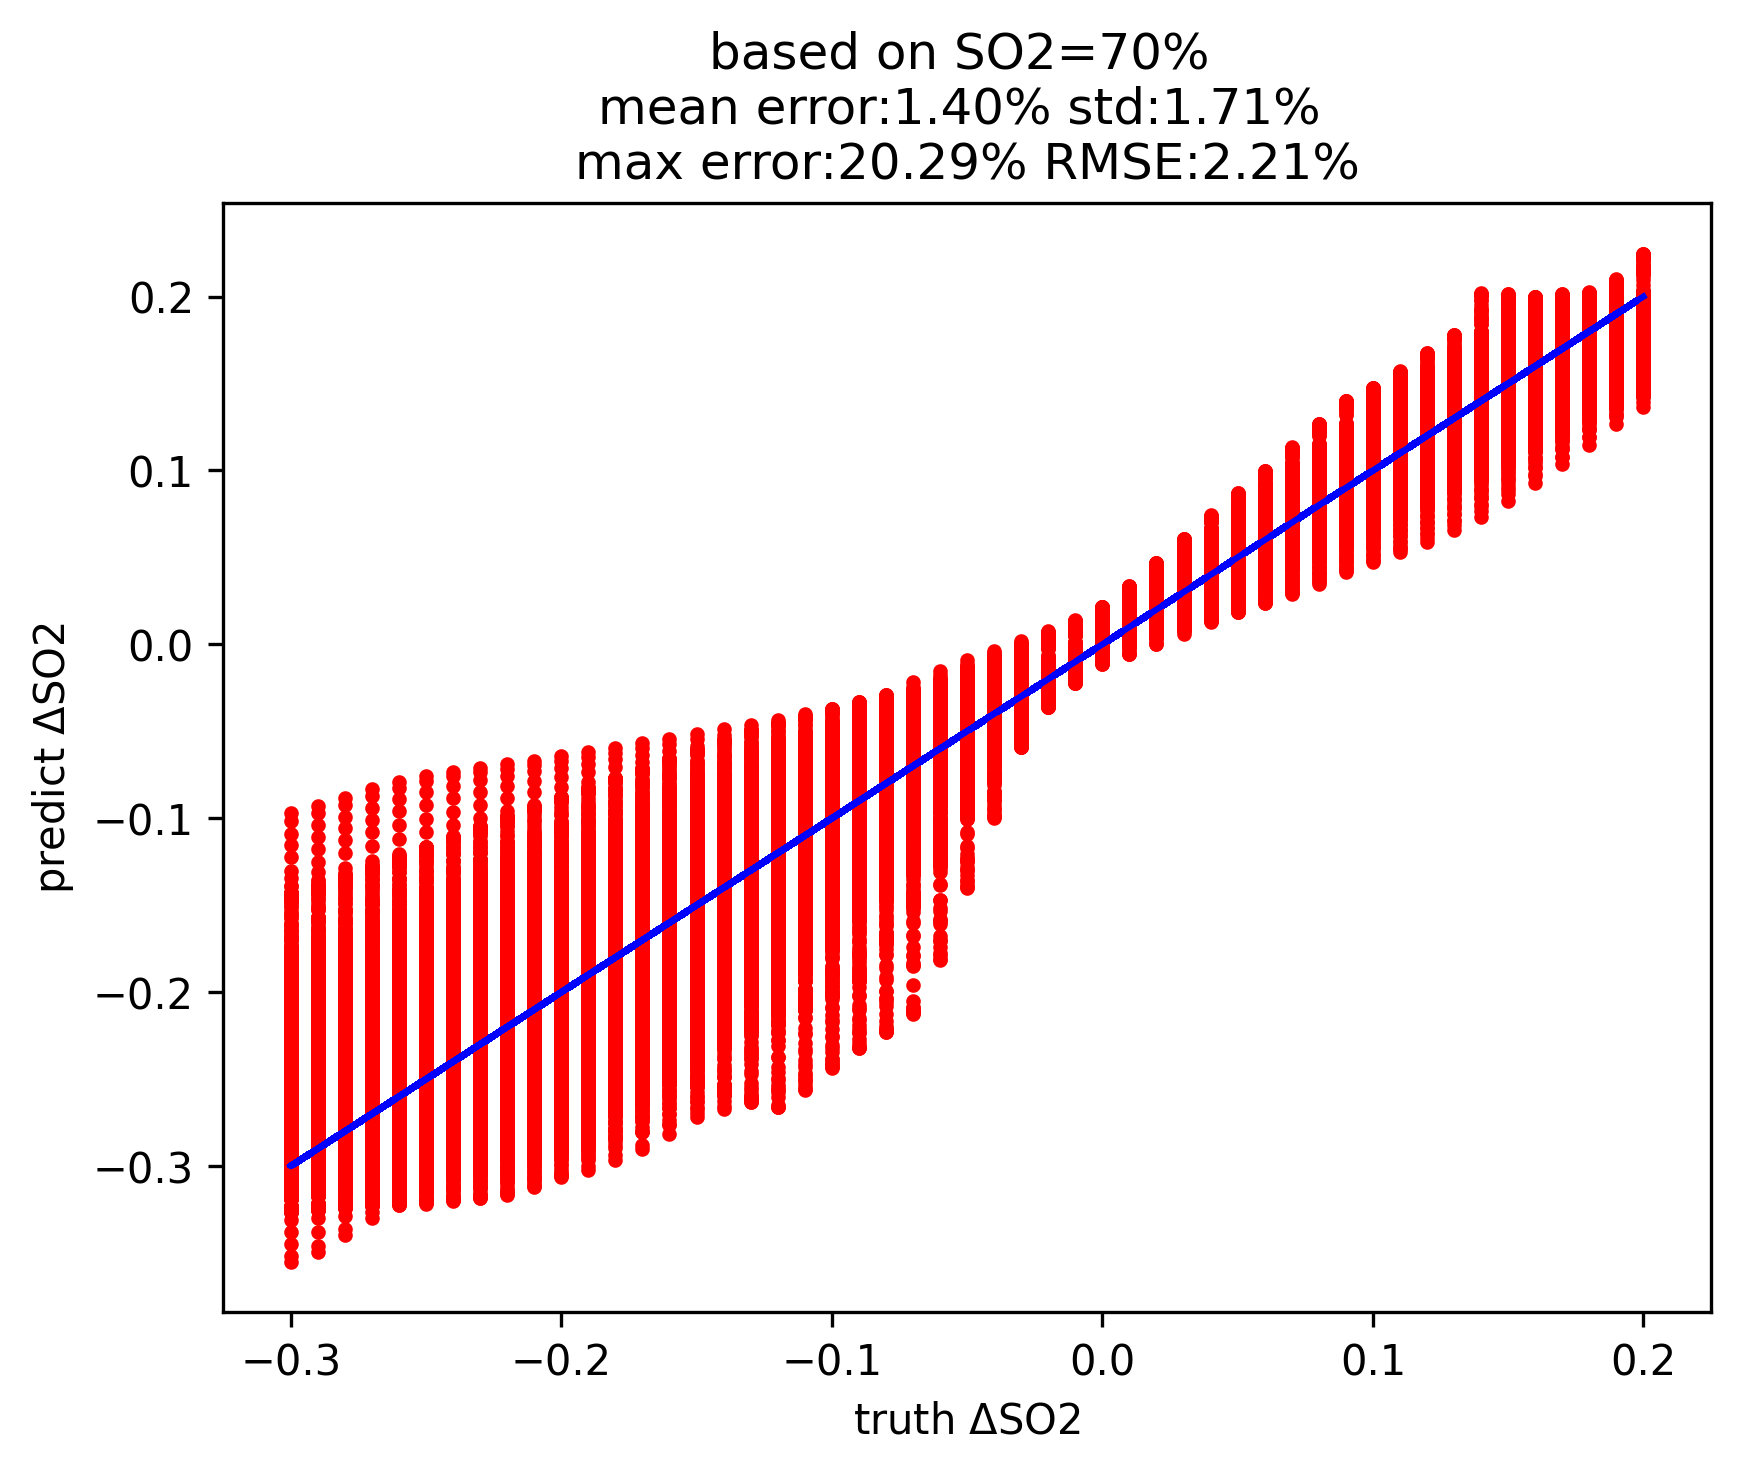 based on SO2=70%
mean error:1.40% std:1.71%
max error:20.29% RMSE:2.21%
0.2
0.1
0.0
−0.1
−0.2
−0.3
predict ΔSO2
−0.3 −0.2 −0.1 0.0 0.1 0.2
truth ΔSO2